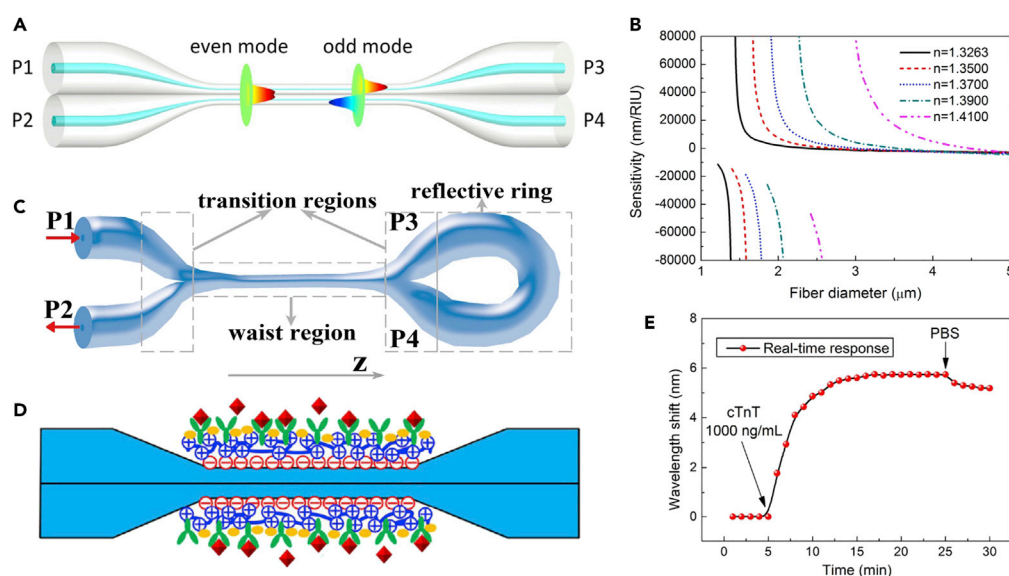 A
even mode
odd mode
P1
P3
P2
P4
B
80000
60000
40000
20000
0
-20000
-40000
-60000
-80000
Sensitivity (nm/RIU)
n=1.3263
n=1.3500
n=1.3700
n=1.3900
n=1.4100
1
2
3
4
5
Fiber diameter (μm)
C
P1
transition regions
P3
reflective ring
P2
waist region
P4
z
D
E
8
6
4
2
0
Wavelength shift (nm)
Real-time response
PBS
cTnT
1000 ng/mL
0
5
10
15
20
25
30
Time (min)